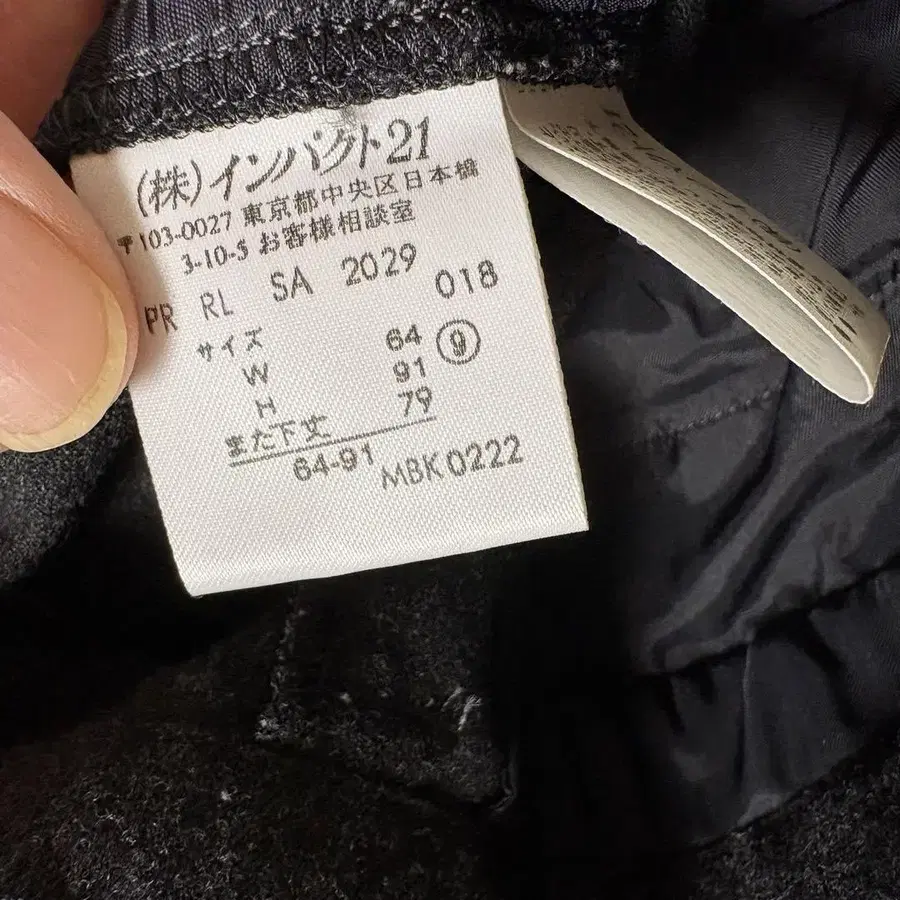 (株)インパクト21
〒103-0027 東京都中央区日本橋
3-10-5 お客様相談室
PR RL SA 2029
018
サイズ 64 ⑨
W 91
H 79
また下丈
64-91 MBK0222